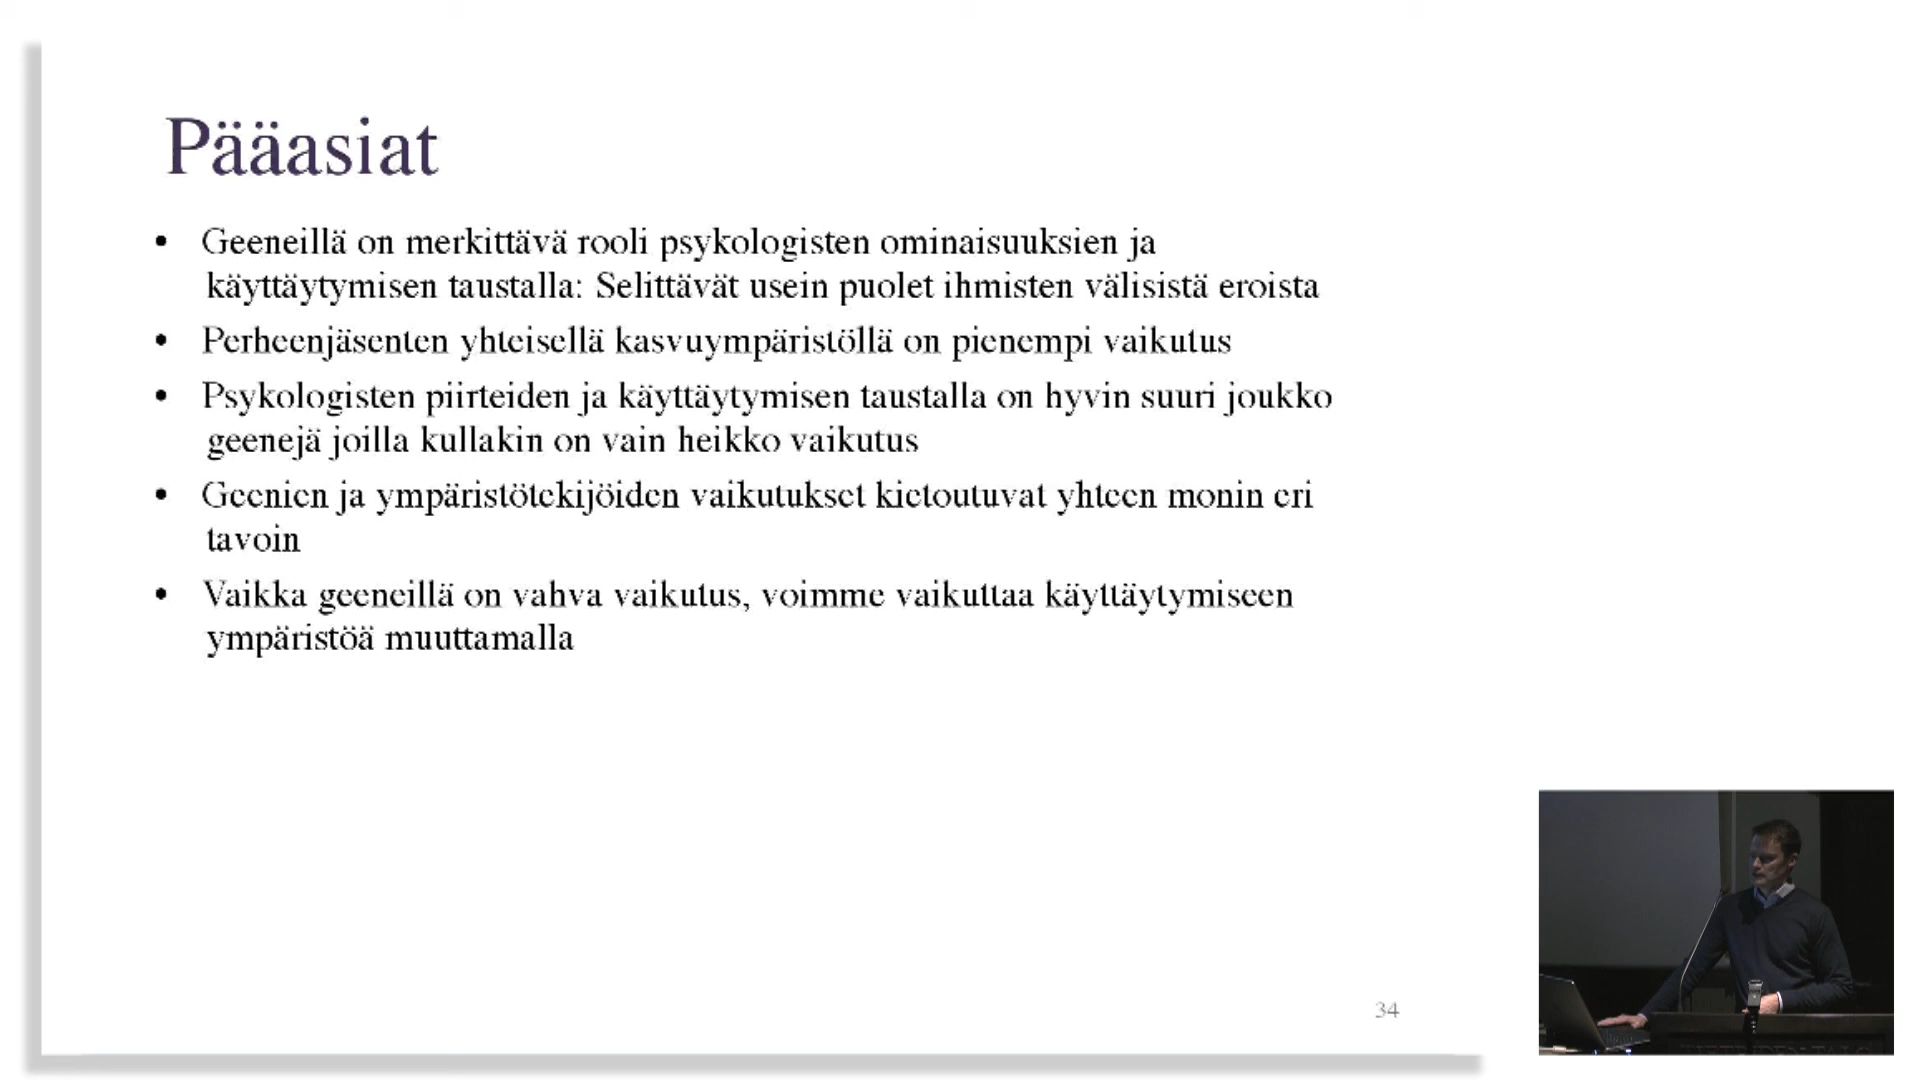 Pääasiat
• Geeneillä on merkittävä rooli psykologisten ominaisuuksien ja
käyttäytymisen taustalla: Selittävät usein puolet ihmisten välisistä eroista
• Perheenjäsenten yhteisellä kasvuympäristöllä on pienempi vaikutus
• Psykologisten piirteiden ja käyttäytymisen taustalla on hyvin suuri joukko
geenejä joilla kullakin on vain heikko vaikutus
• Geenien ja ympäristötekijöiden vaikutukset kietoutuvat yhteen monin eri
tavoin
• Vaikka geeneillä on vahva vaikutus, voimme vaikuttaa käyttäytymiseen
ympäristöä muuttamalla
34